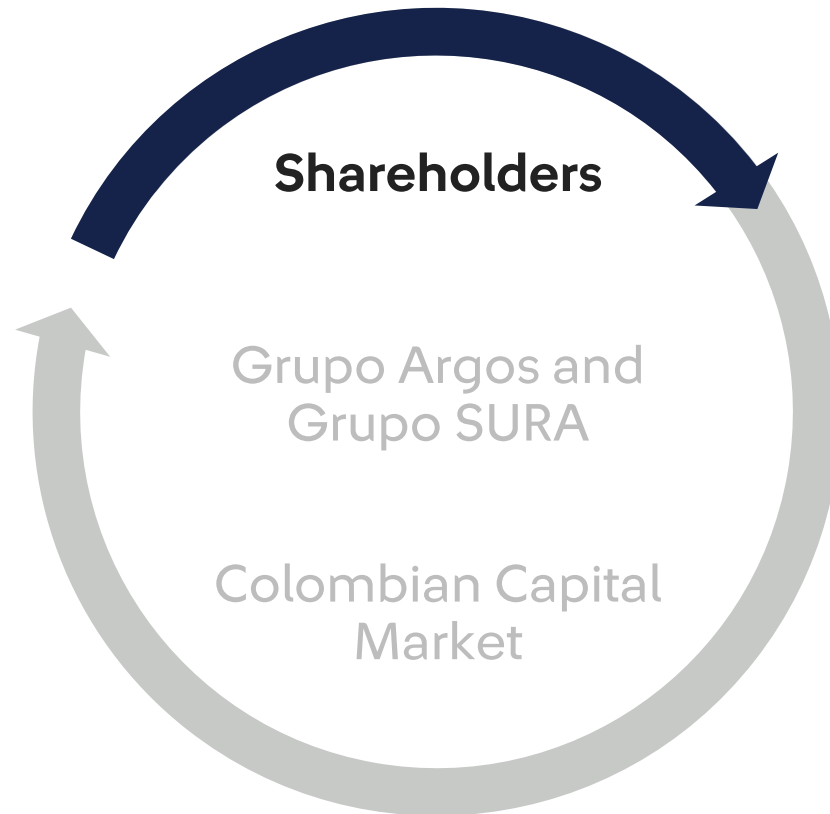 Shareholders
Grupo Argos and
Grupo SURA
Colombian Capital
Market